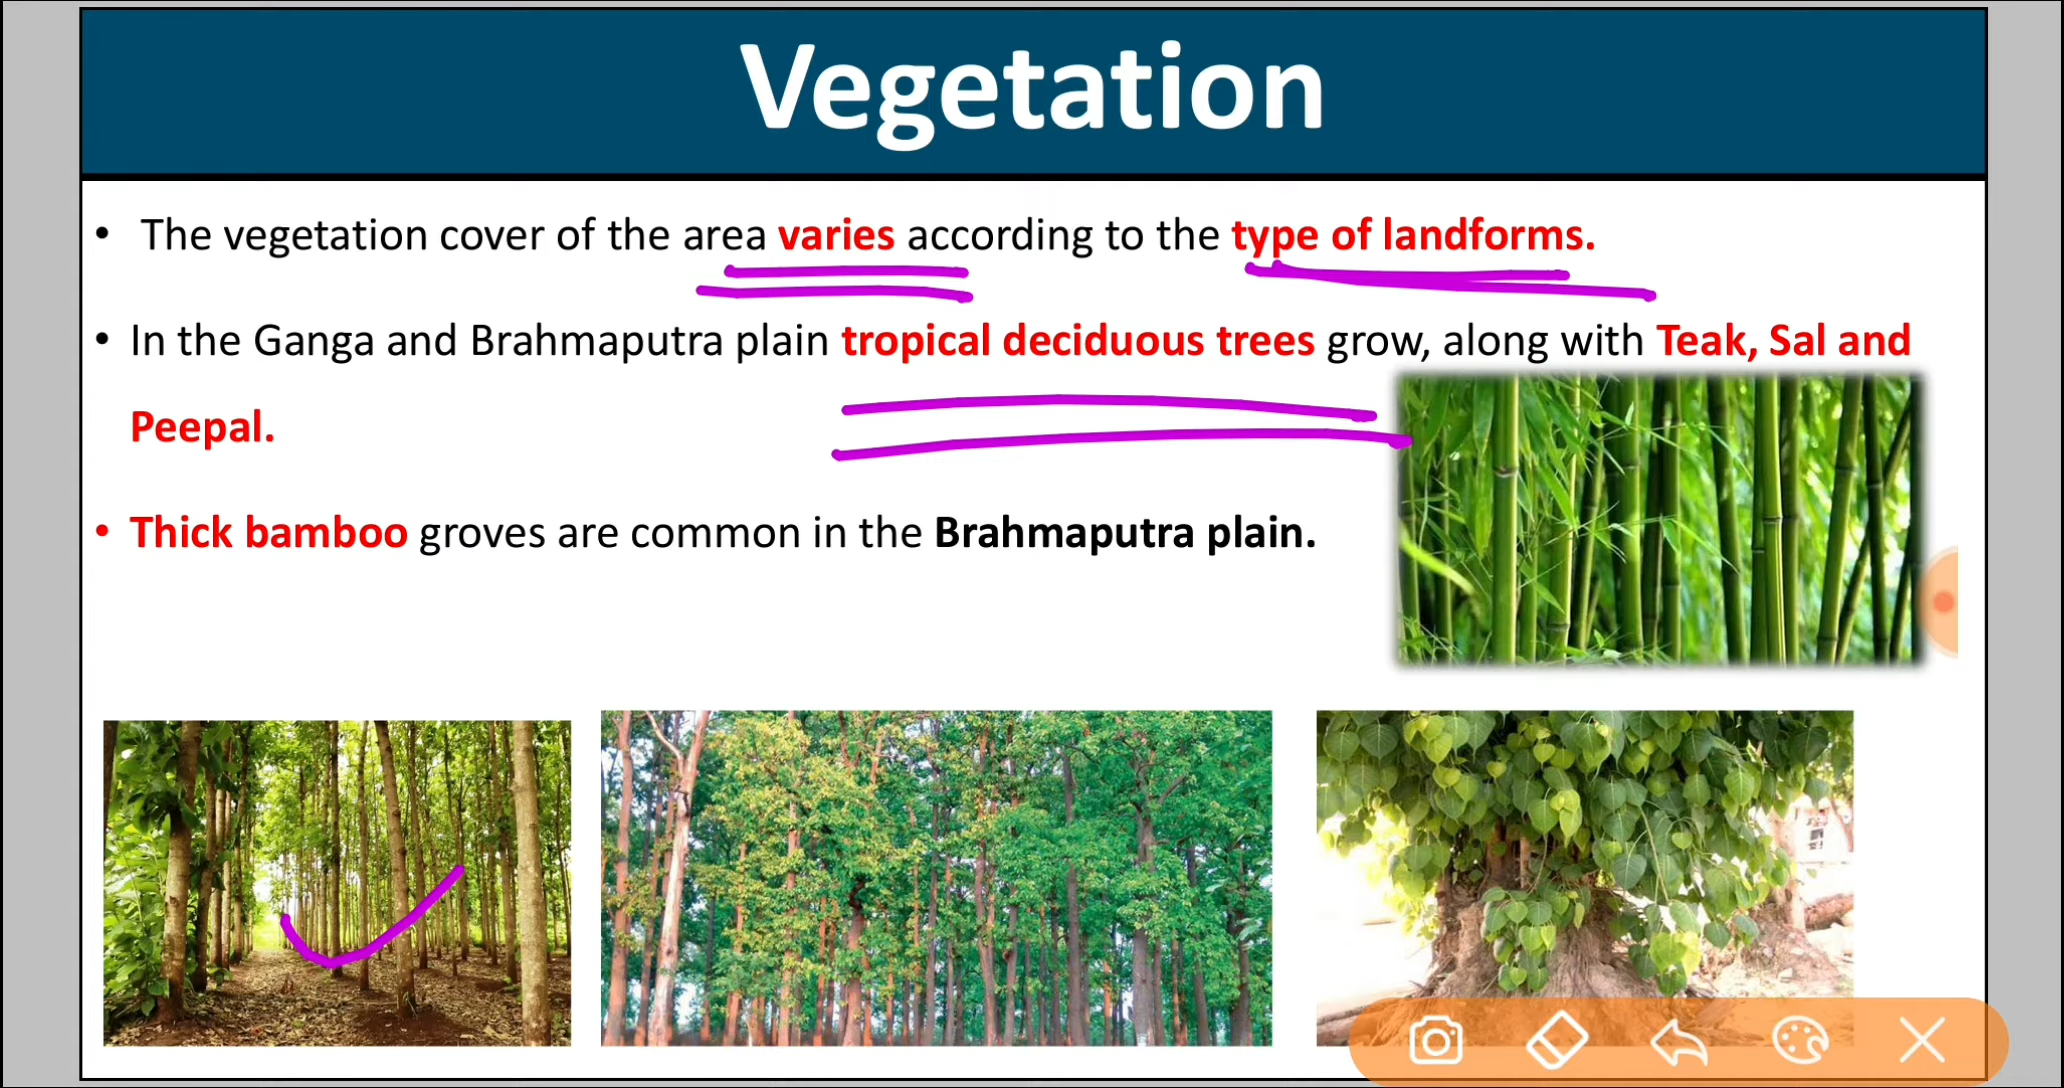 Vegetation
• The vegetation cover of the area varies according to the type of landforms.
• In the Ganga and Brahmaputra plain tropical deciduous trees grow, along with Teak, Sal and
Peepal.
• Thick bamboo groves are common in the Brahmaputra plain.